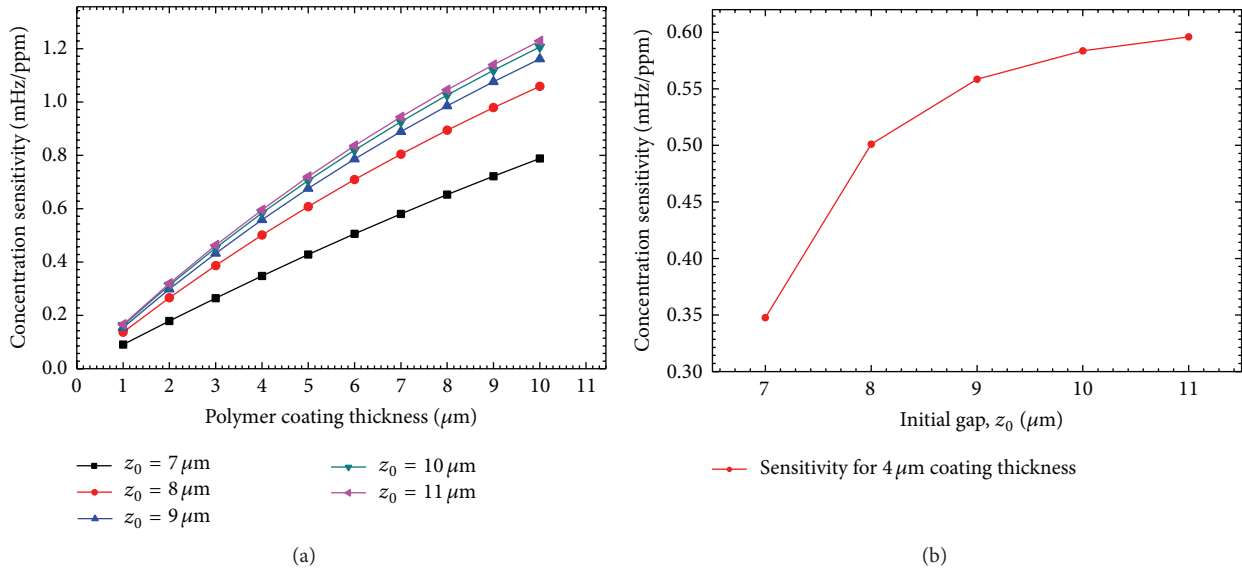 Concentration sensitivity (mHz/ppm)
1.2
1.0
0.8
0.6
0.4
0.2
0.0
0 1 2 3 4 5 6 7 8 9 10 11
Polymer coating thickness (μm)
z₀ = 7 μm
z₀ = 8 μm
z₀ = 9 μm
z₀ = 10 μm
z₀ = 11 μm
(a)
Concentration sensitivity (mHz/ppm)
0.60
0.55
0.50
0.45
0.40
0.35
0.30
7 8 9 10 11
Initial gap, z₀ (μm)
Sensitivity for 4 μm coating thickness
(b)